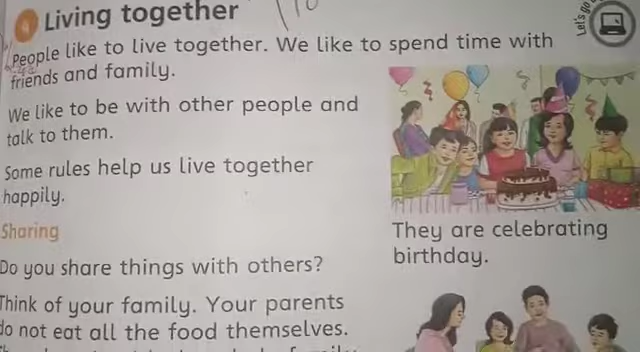 Living together
People like to live together. We like to spend time with
friends and family.
We like to be with other people and
talk to them.
Some rules help us live together
happily.
Sharing
Do you share things with others?
Think of your family. Your parents
do not eat all the food themselves.
They are celebrating
birthday.
Let's go